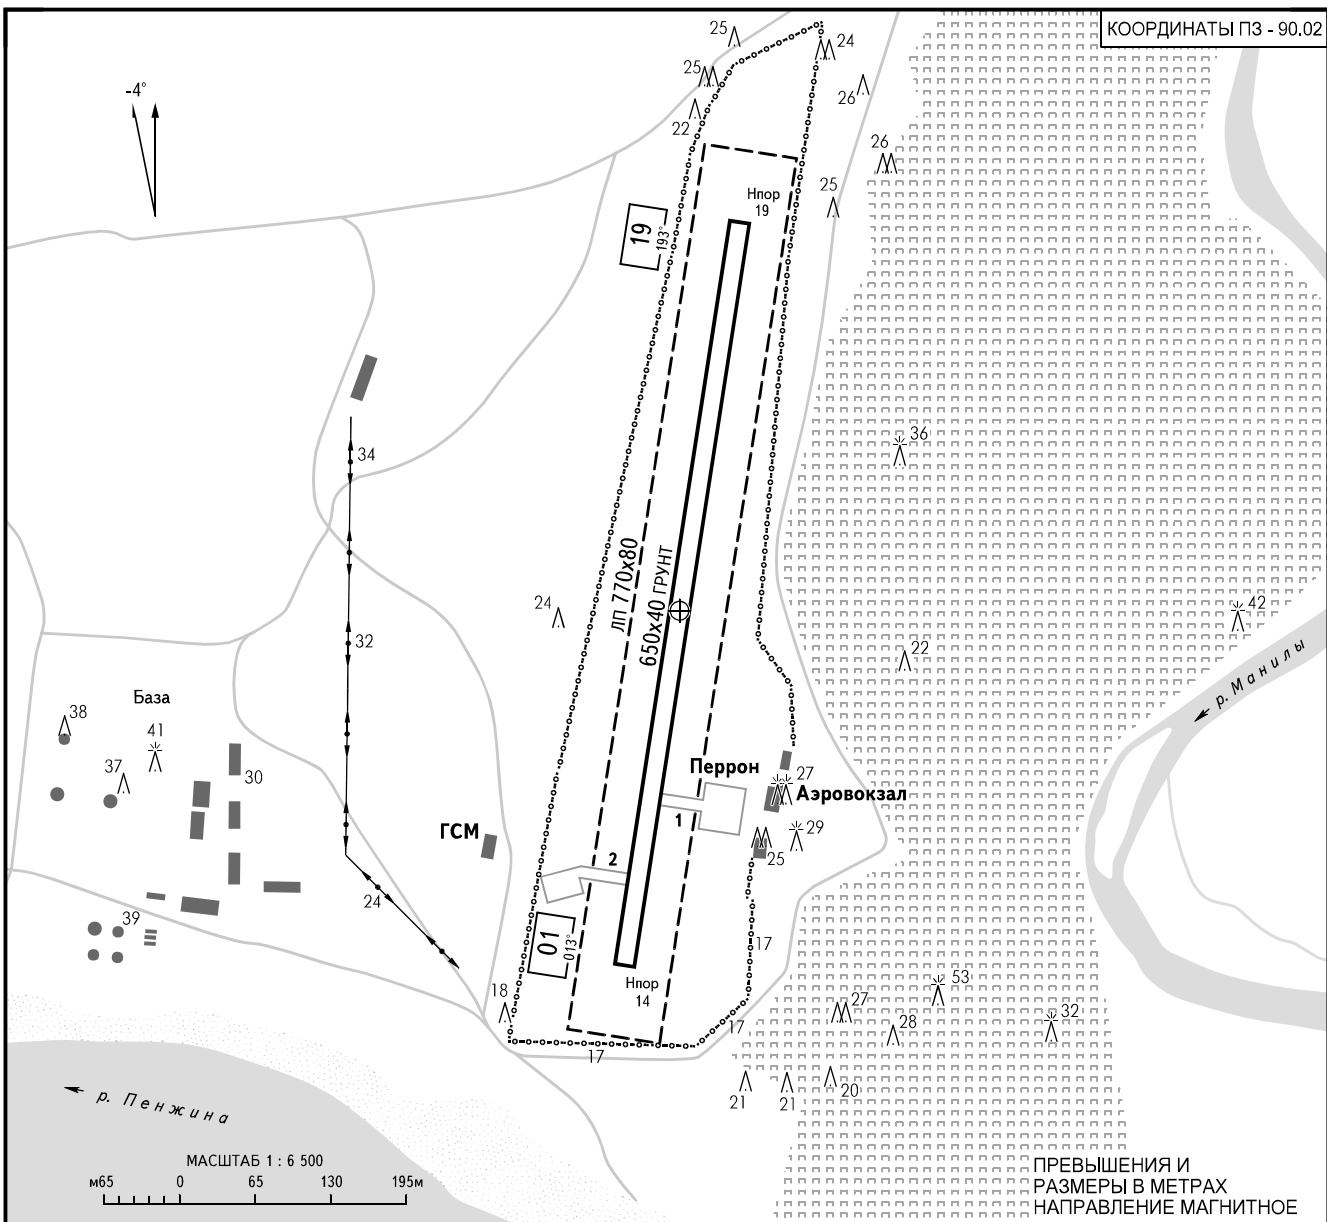 КООРДИНАТЫ ПЗ - 90.02
25
24
25
26
-4°
22
26
25
Нпор
19
19
193°
34
36
ЛП 770х80
650х40 ГРУНТ
24
42
32
22
р. Манилы
База
38
41
37
30
Перрон
27
Аэровокзал
1
29
ГСМ
25
2
24
39
01
013°
17
Нпор
14
53
18
27
28
32
17
17
21
21
20
р. Пенжина
МАСШТАБ 1 : 6 500
м65 0 65 130 195м
ПРЕВЫШЕНИЯ И
РАЗМЕРЫ В МЕТРАХ
НАПРАВЛЕНИЕ МАГНИТНОЕ